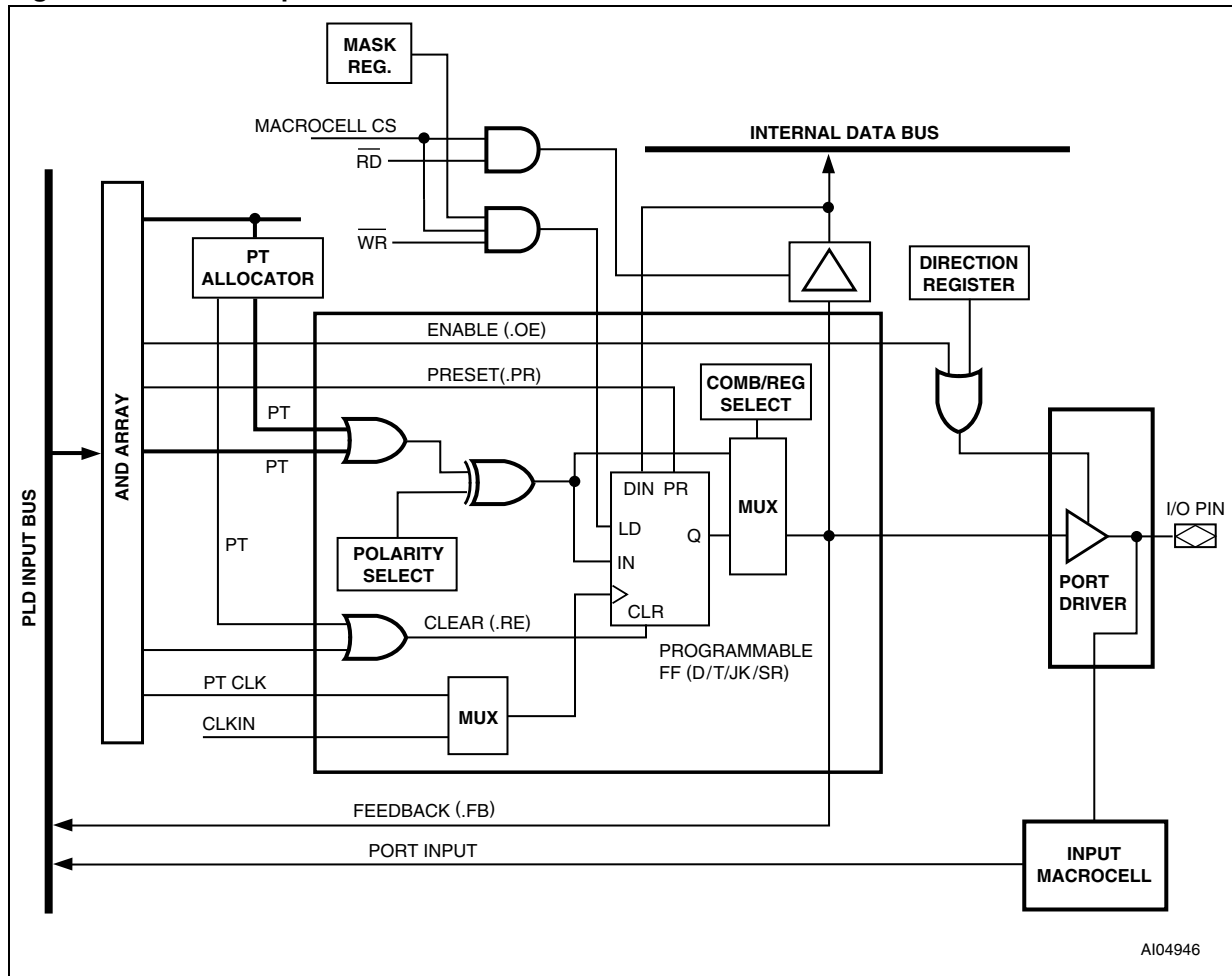 MASK
REG.
MACROCELL CS
RD
WR
INTERNAL DATA BUS
PT
ALLOCATOR
DIRECTION
REGISTER
ENABLE (.OE)
PRESET(.PR)
COMB/REG
SELECT
PT
PT
AND ARRAY
PLD INPUT BUS
DIN PR
MUX
LD
Q
I/O PIN
POLARITY
SELECT
IN
PT
PORT
DRIVER
CLR
CLEAR (.RE)
PROGRAMMABLE
FF (D/T/JK/SR)
PT CLK
MUX
CLKIN
FEEDBACK (.FB)
PORT INPUT
INPUT
MACROCELL
AI04946